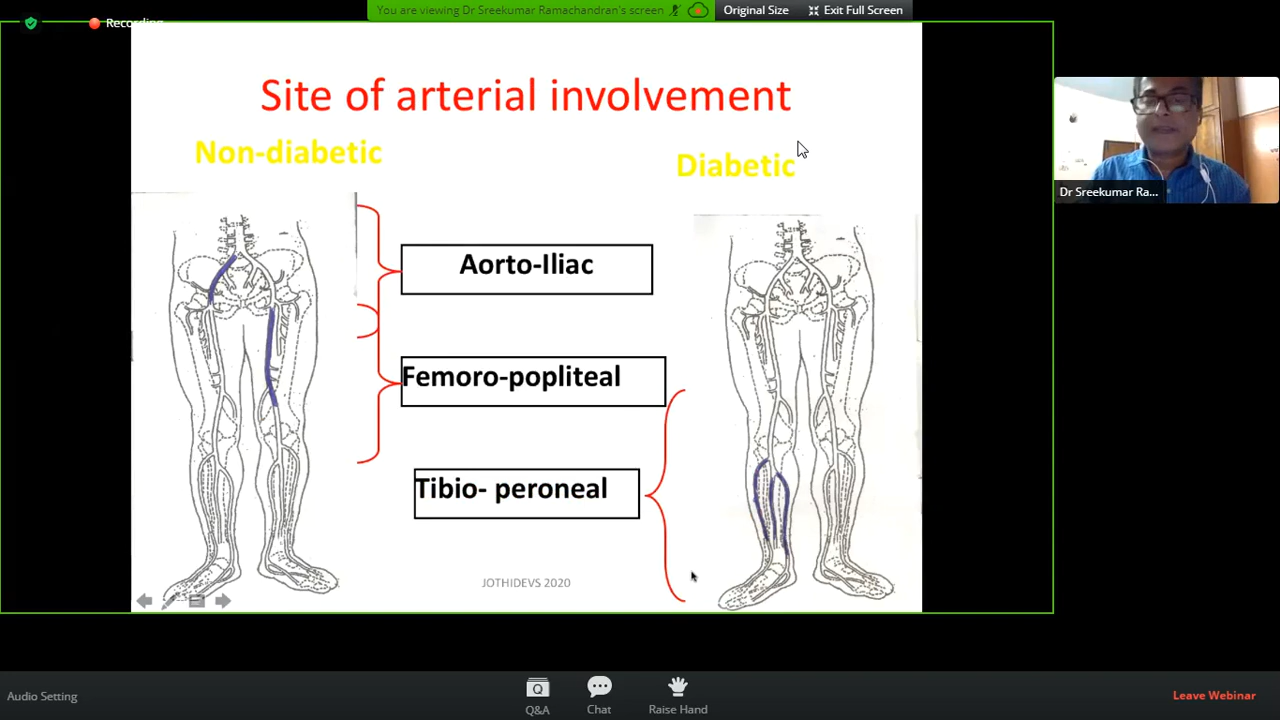 You are viewing Dr Sreekumar Ramachandran's screen
Original Size
Exit Full Screen
Recording
Site of arterial involvement
Non-diabetic
Diabetic
Dr Sreekumar Ra...
Aorto-Iliac
Femoro-popliteal
Tibio- peroneal
JOTHIDEVS 2020
Audio Setting
Q&A
Chat
Raise Hand
Leave Webinar